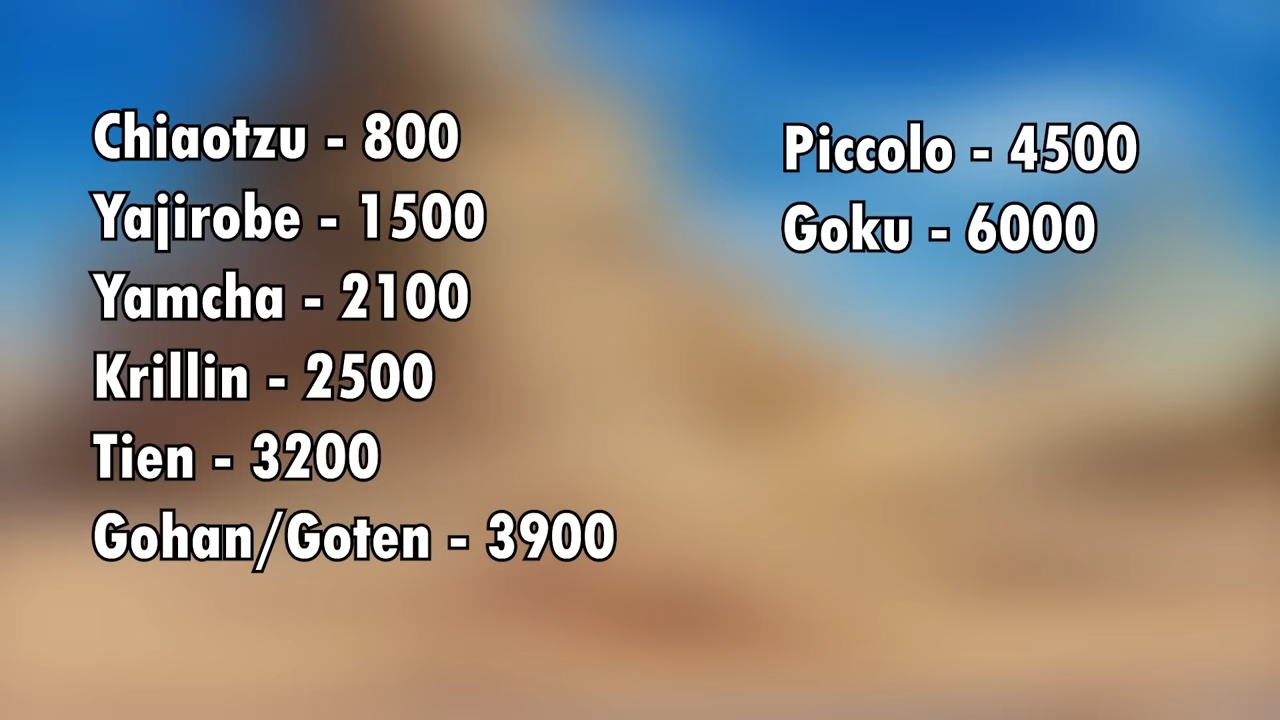 Chiaotzu - 800
Yajirobe - 1500
Yamcha - 2100
Krillin - 2500
Tien - 3200
Gohan/Goten - 3900
Piccolo - 4500
Goku - 6000